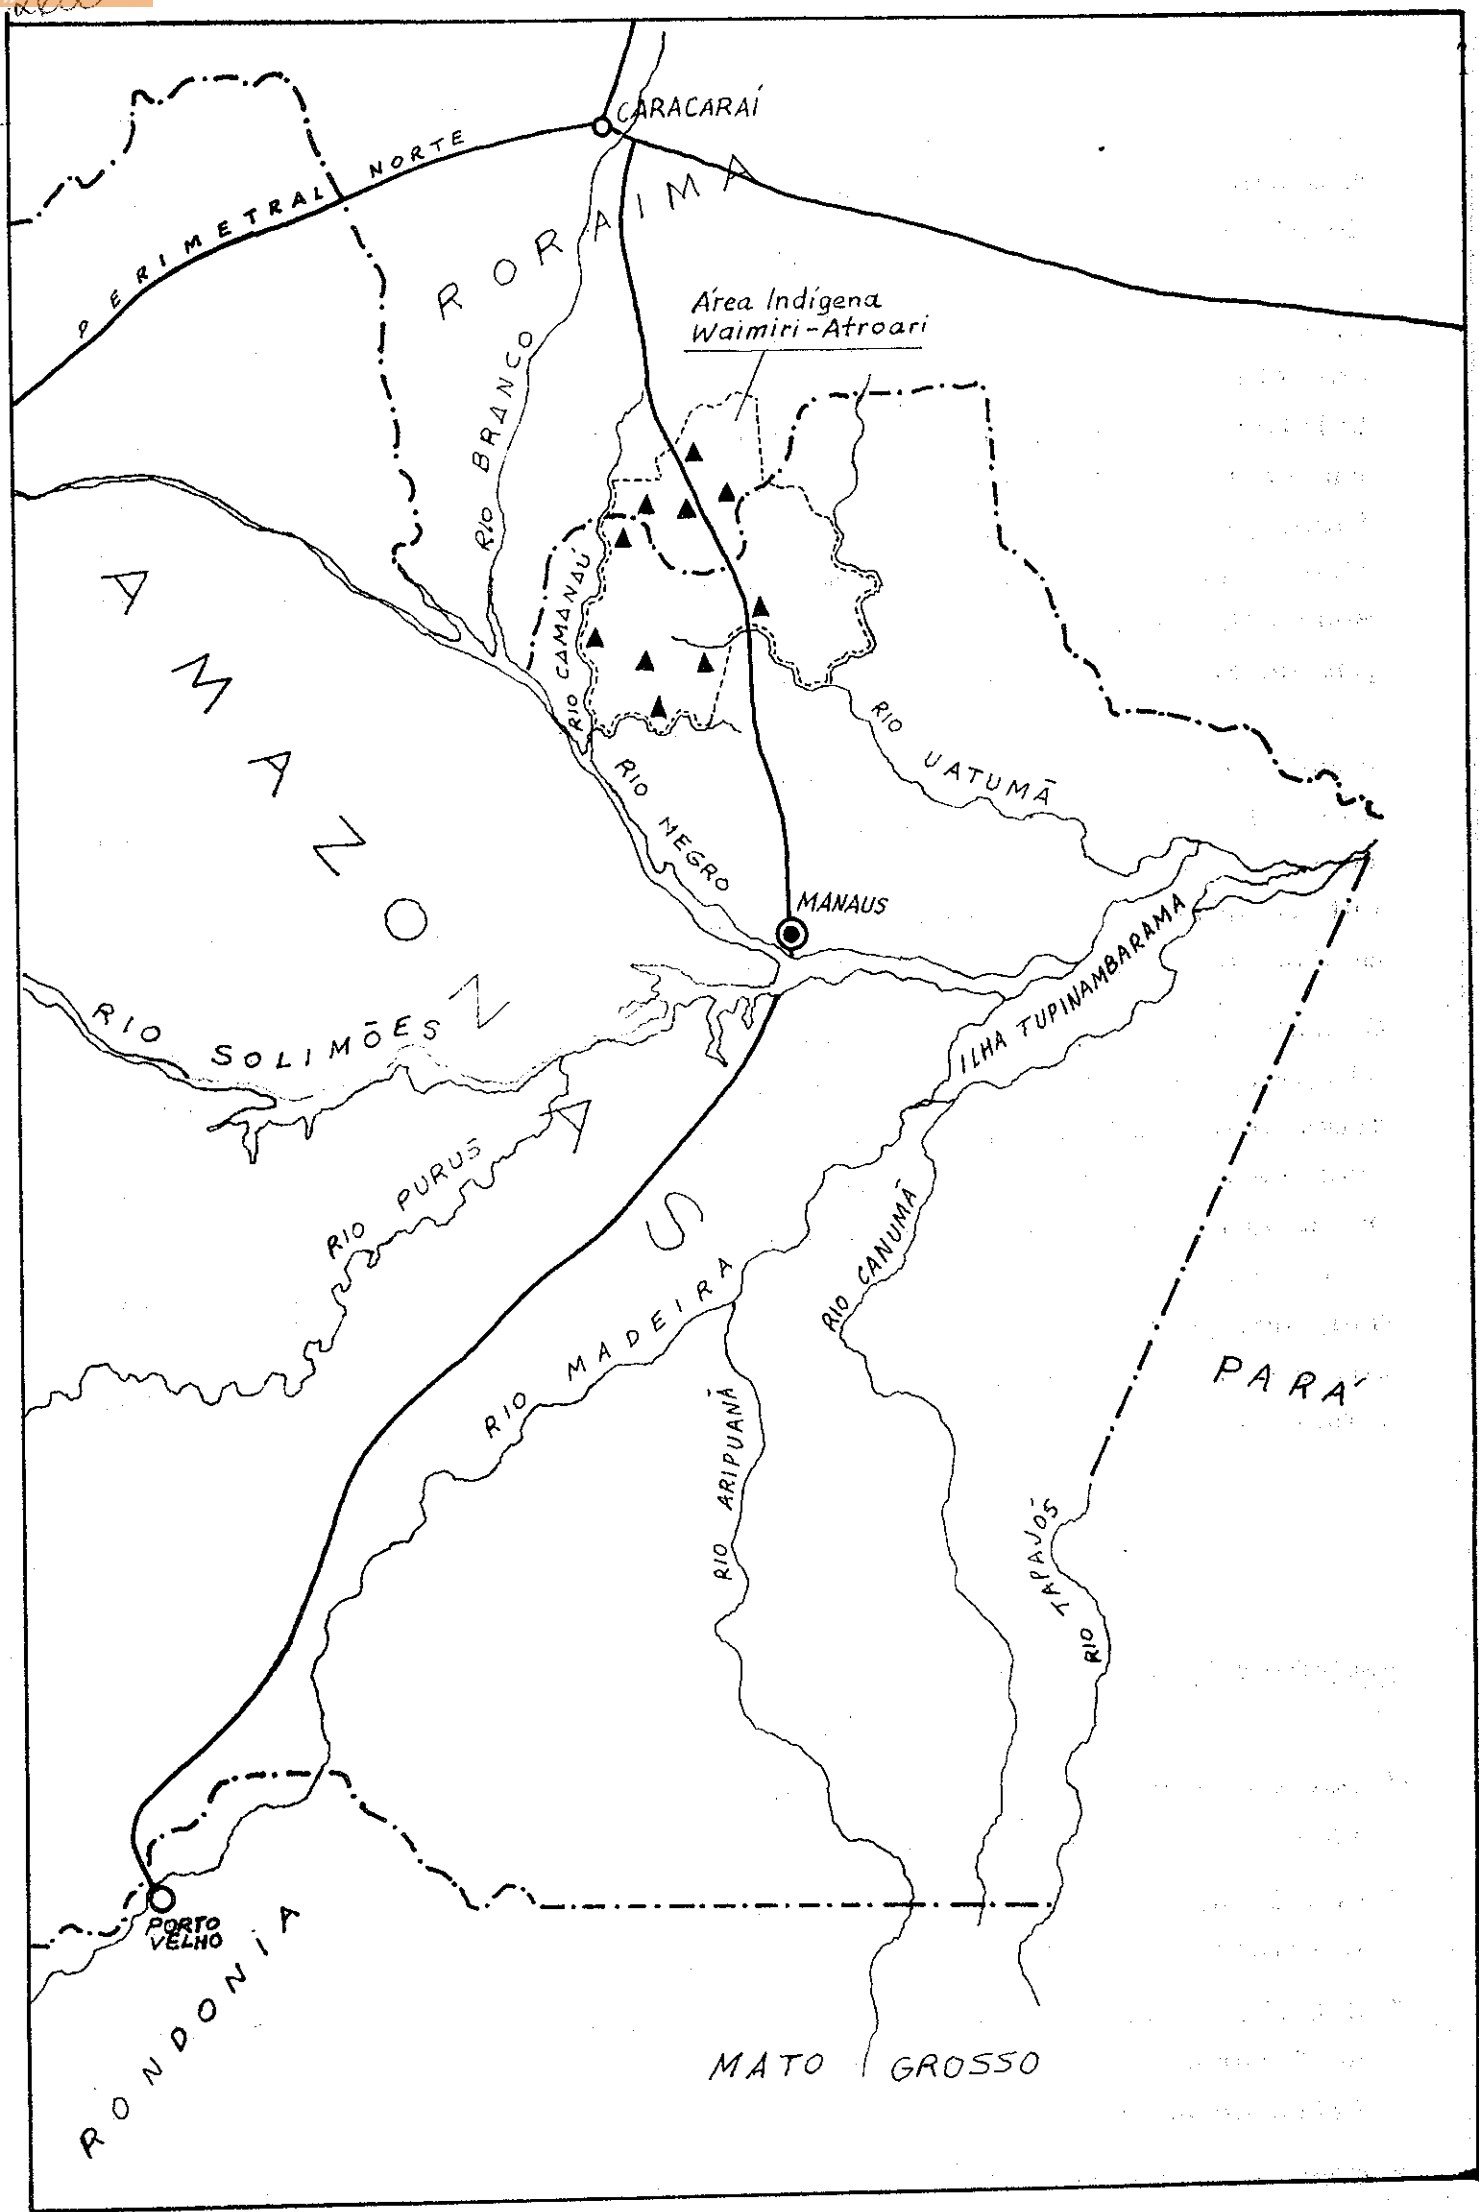 CARACARAÍ
PERIMETRAL NORTE
RORAIMA
Área Indígena
Waimiri-Atroari
RIO BRANCO
RIO CAMANAÚ
AMAZONAS
RIO UATUMÃ
RIO NEGRO
MANAUS
ILHA TUPINAMBARAMA
RIO SOLIMÕES
RIO PURUS
RIO CANUMÃ
RIO MADEIRA
PARÁ
RIO ARIPUANÃ
RIO TAPAJÓS
PORTO
VELHO
RONDONIA
MATO GROSSO